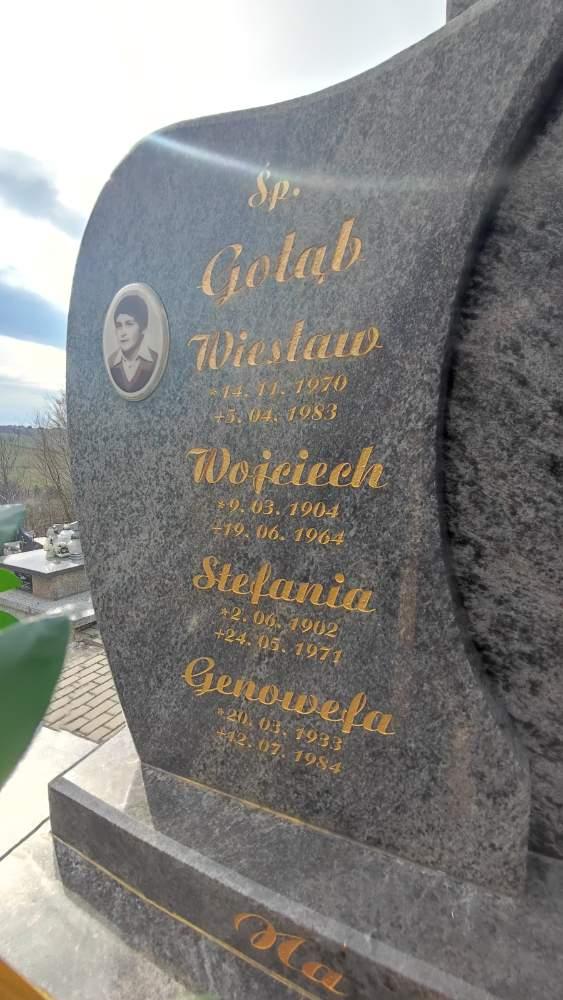 Śp.
Gołąb
Wiesław
*14. 11. 1970
+5. 04. 1983
Wojciech
*9. 03. 1904
+19. 06. 1964
Stefania
*2. 06. 1902
+24. 05. 1971
Genowefa
*20. 03. 1933
+12. 07. 1984
Ma